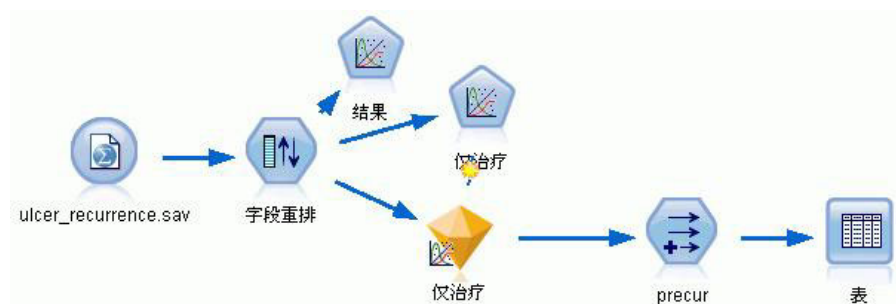 结果
仅治疗
ulcer_recurrence.sav
字段重排
仅治疗
precur
表